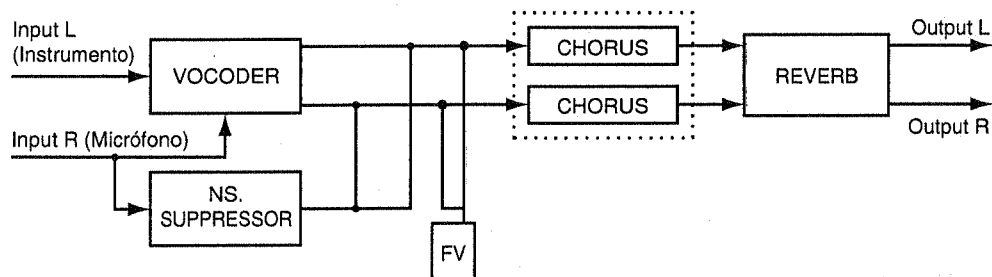 Input L
(Instrumento)
VOCODER
Input R (Micrófono)
NS.
SUPPRESSOR
FV
CHORUS
CHORUS
REVERB
Output L
Output R